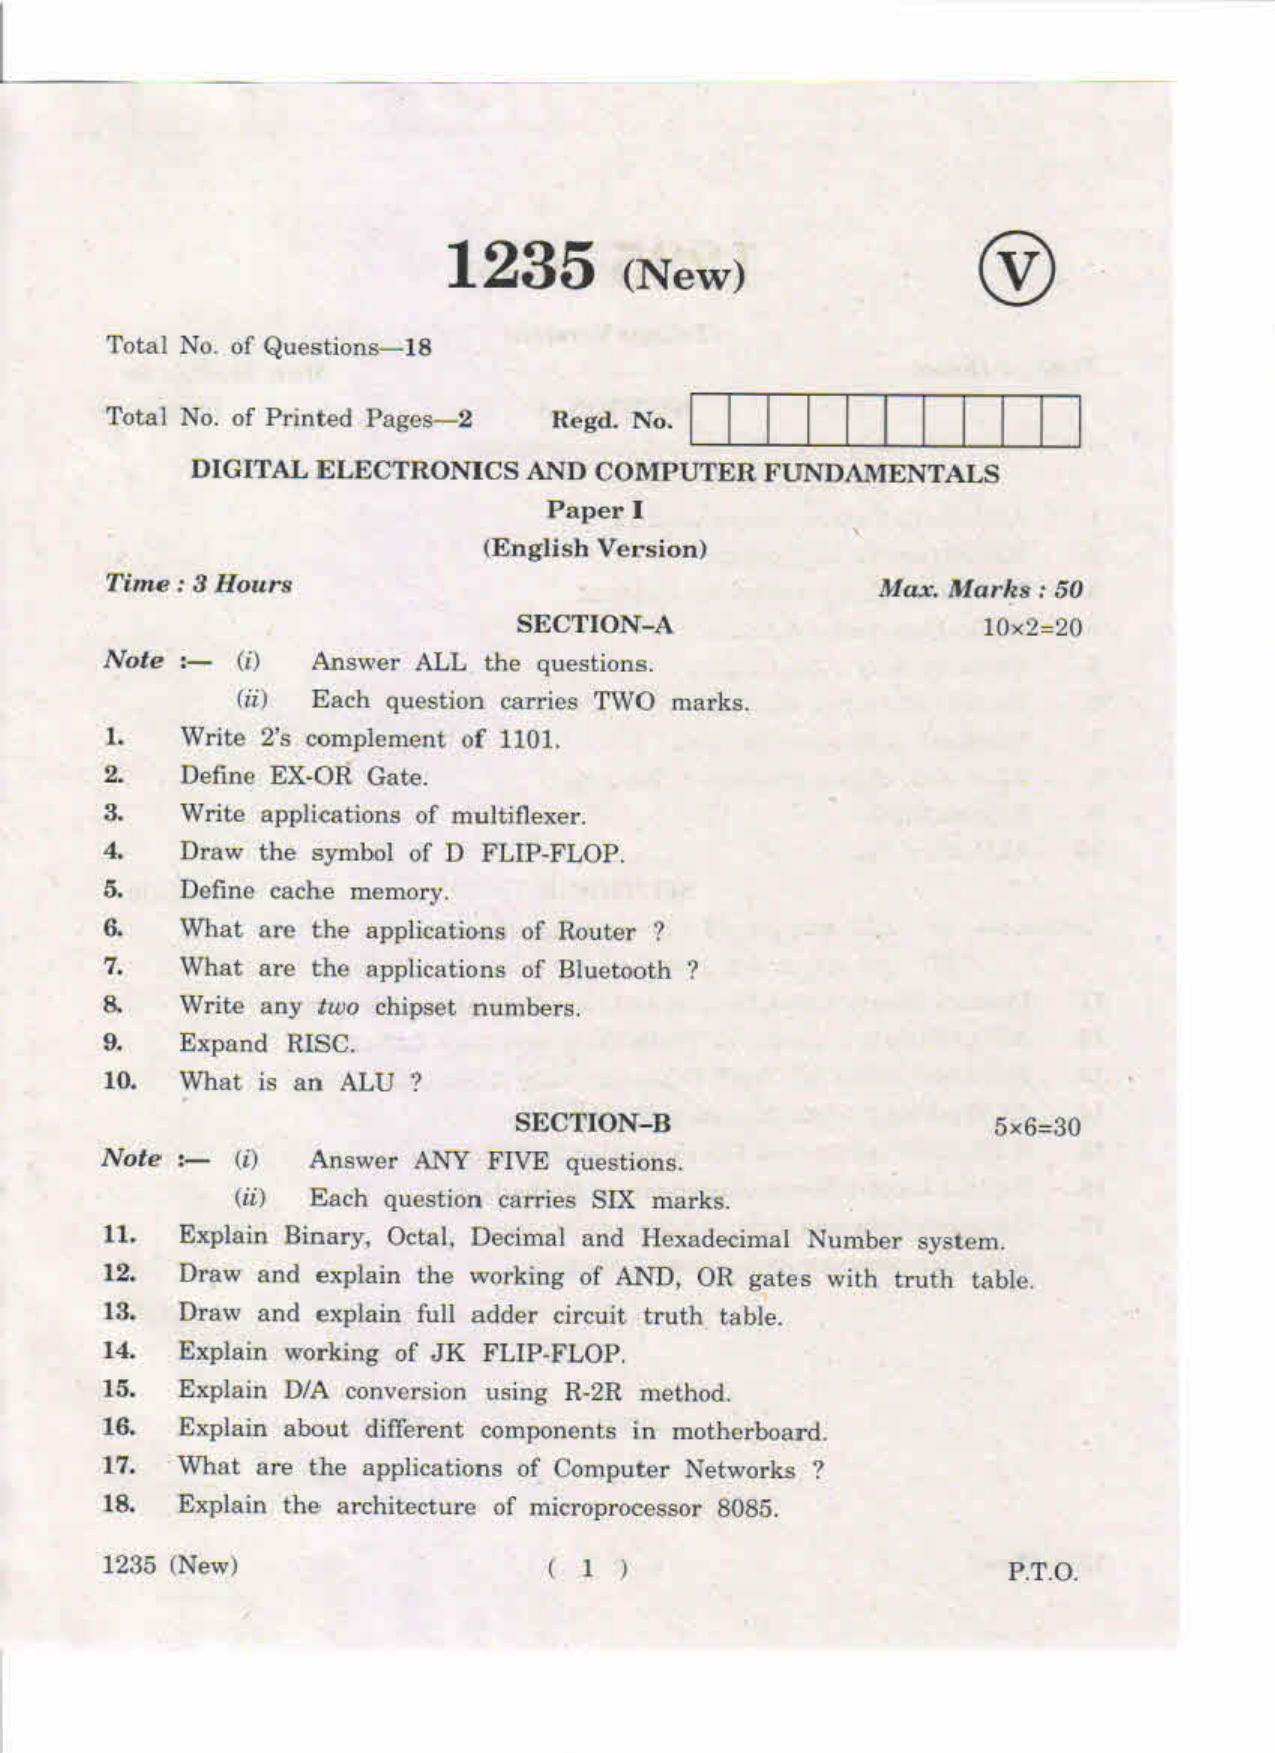 1235 (New)
V
Total No. of Questions—18
Total No. of Printed Pages—2 Regd. No.
DIGITAL ELECTRONICS AND COMPUTER FUNDAMENTALS
Paper I
(English Version)
Time : 3 Hours Max. Marks : 50
SECTION–A 10×2=20
Note :— (i) Answer ALL the questions.
(ii) Each question carries TWO marks.
1. Write 2's complement of 1101.
2. Define EX-OR Gate.
3. Write applications of multiflexer.
4. Draw the symbol of D FLIP-FLOP.
5. Define cache memory.
6. What are the applications of Router ?
7. What are the applications of Bluetooth ?
8. Write any two chipset numbers.
9. Expand RISC.
10. What is an ALU ?
SECTION–B 5×6=30
Note :— (i) Answer ANY FIVE questions.
(ii) Each question carries SIX marks.
11. Explain Binary, Octal, Decimal and Hexadecimal Number system.
12. Draw and explain the working of AND, OR gates with truth table.
13. Draw and explain full adder circuit truth table.
14. Explain working of JK FLIP-FLOP.
15. Explain D/A conversion using R-2R method.
16. Explain about different components in motherboard.
17. What are the applications of Computer Networks ?
18. Explain the architecture of microprocessor 8085.
1235 (New) ( 1 ) P.T.O.